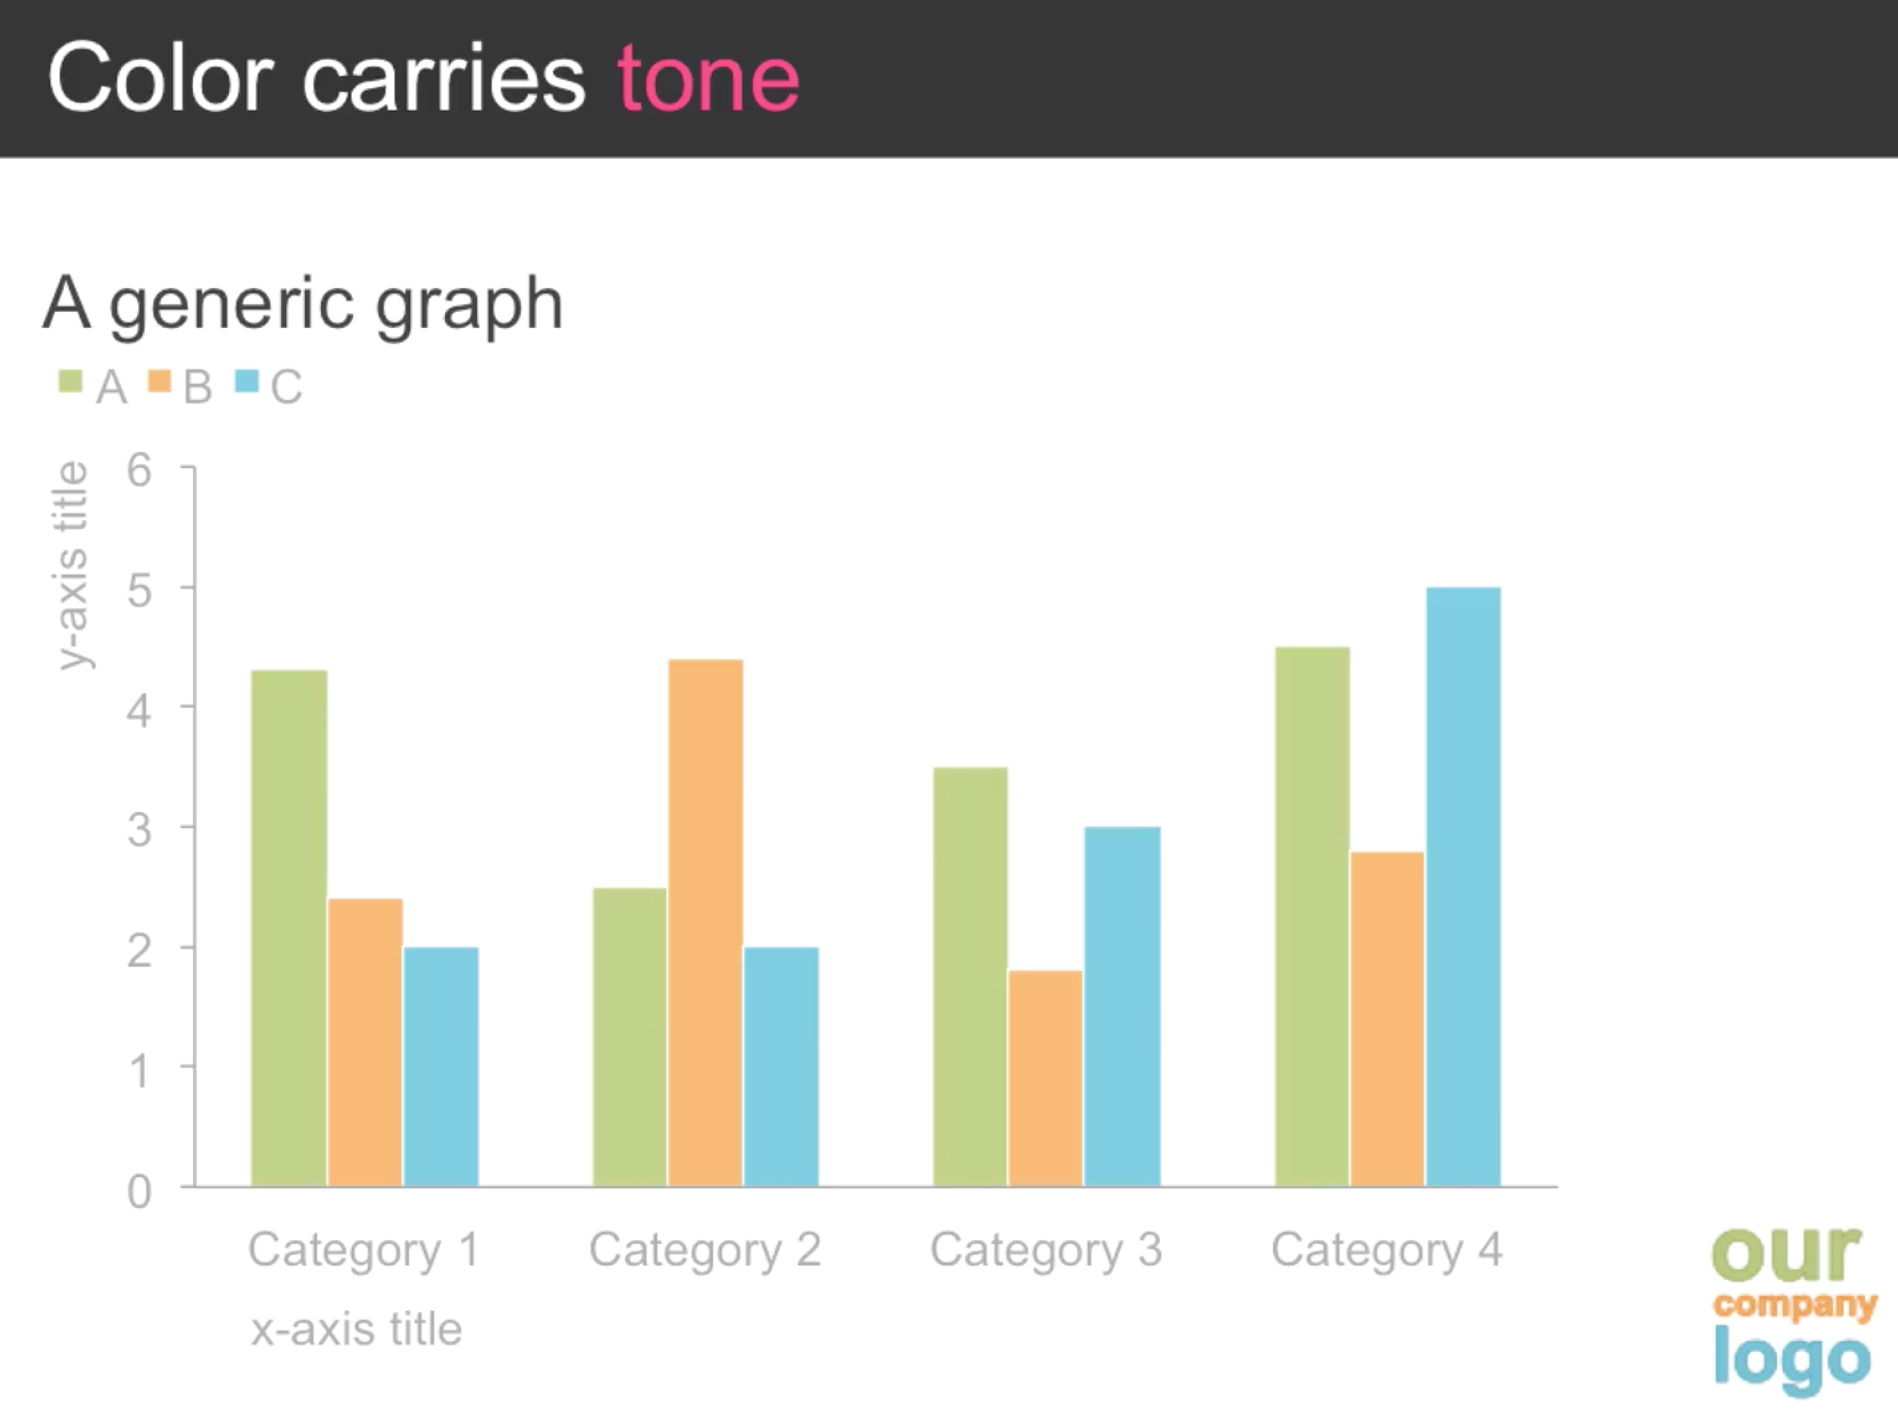 Color carries tone
A generic graph
A B C
y-axis title
6
5
4
3
2
1
0
Category 1 Category 2 Category 3 Category 4
x-axis title
our
company
logo